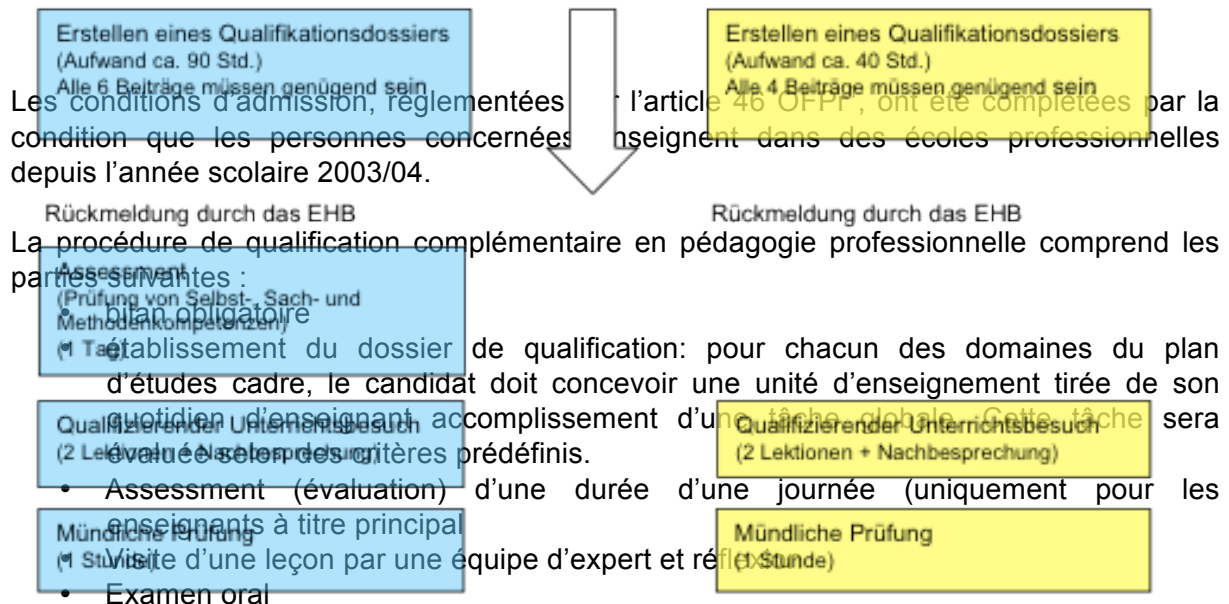 Erstellen eines Qualifikationsdossiers
(Aufwand ca. 90 Std.)
Alle 6 Beiträge müssen genügend sein
Erstellen eines Qualifikationsdossiers
(Aufwand ca. 40 Std.)
Alle 4 Beiträge müssen genügend sein
Les conditions d’admission, réglementées l’article 46 OFPr , ont été complétées par la
condition que les personnes concernées enseignent dans des écoles professionnelles
depuis l’année scolaire 2003/04.
Rückmeldung durch das EHB
Rückmeldung durch das EHB
La procédure de qualification complémentaire en pédagogie professionnelle comprend les
parties suivantes :
Assessment
(Prüfung von Selbst-, Sach- und
Methodenkompetenzen)
(1 Tag)
• bilan obligatoire
• établissement du dossier de qualification: pour chacun des domaines du plan
d’études cadre, le candidat doit concevoir une unité d’enseignement tirée de son
quotidien d’enseignant accomplissement d’une tâche globale. Cette tâche sera
évaluée selon des critères prédéfinis.
Qualifizierender Unterrichtsbesuch
(2 Lektionen + Nachbesprechung)
Qualifizierender Unterrichtsbesuch
(2 Lektionen + Nachbesprechung)
• Assessment (évaluation) d’une durée d’une journée (uniquement pour les
enseignants à titre principal
• Visite d’une leçon par une équipe d’expert et réflexion
• Examen oral
Mündliche Prüfung
(1 Stunde)
Mündliche Prüfung
(1 Stunde)